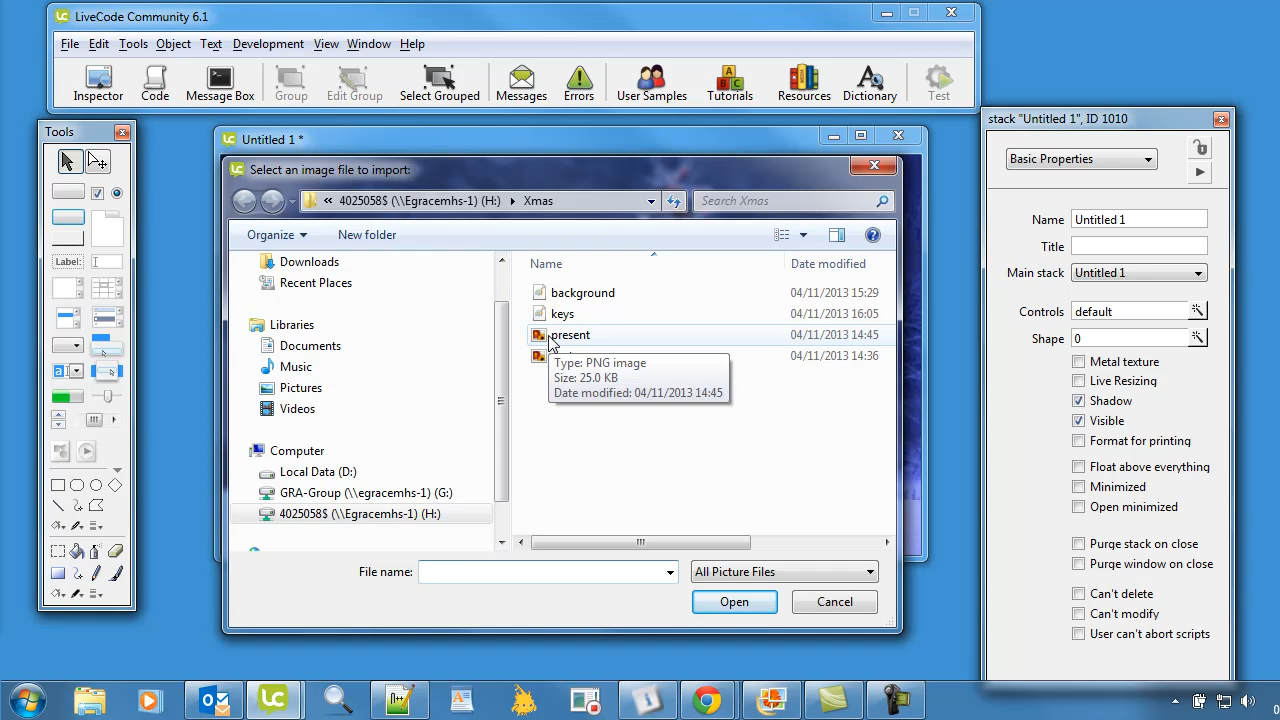 LiveCode Community 6.1
File Edit Tools Object Text Development View Window Help
Inspector Code Message Box Group Edit Group Select Grouped Messages Errors User Samples Tutorials Resources Dictionary Test
Tools
Label:
Untitled 1 *
Select an image file to import:
« 4025058$ (\\Egracemhs-1) (H:) Xmas
Search Xmas
Organize New folder
Name Date modified
Downloads
Recent Places
Libraries
Documents
Music
Pictures
Videos
Computer
Local Data (D:)
GRA-Group (\\egracemhs-1) (G:)
4025058$ (\\Egracemhs-1) (H:)
background 04/11/2013 15:29
keys 04/11/2013 16:05
present 04/11/2013 14:45
04/11/2013 14:36
Type: PNG image
Size: 25.0 KB
Date modified: 04/11/2013 14:45
File name:
All Picture Files
Open Cancel
stack "Untitled 1", ID 1010
Basic Properties
Name Untitled 1
Title
Main stack Untitled 1
Controls default
Shape 0
Metal texture
Live Resizing
Shadow
Visible
Format for printing
Float above everything
Minimized
Open minimized
Purge stack on close
Purge window on close
Can't delete
Can't modify
User can't abort scripts